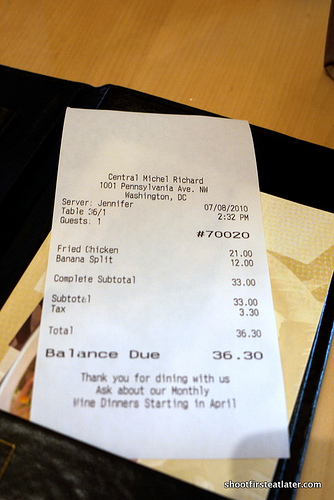 Central Michel Richard
1001 Pennsylvania Ave. NW
Washington, DC
Server: Jennifer 07/08/2010
Table 36/1 2:32 PM
Guests: 1
#70020
Fried Chicken 21.00
Banana Split 12.00
Complete Subtotal 33.00
Subtotal 33.00
Tax 3.30
Total 36.30
Balance Due 36.30
Thank you for dining with us
Ask about our Monthly
Wine Dinners Starting in April
shootfirsteatlater.com